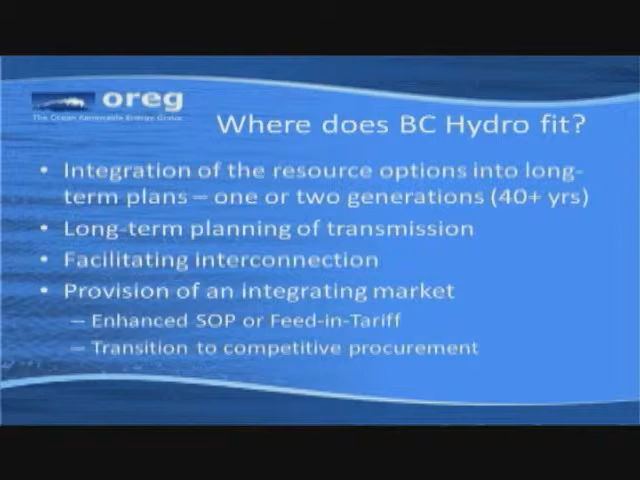 oreg
The Ocean Renewable Energy Group
Where does BC Hydro fit?
• Integration of the resource options into long-
term plans – one or two generations (40+ yrs)
• Long-term planning of transmission
• Facilitating interconnection
• Provision of an integrating market
– Enhanced SOP or Feed-in-Tariff
– Transition to competitive procurement